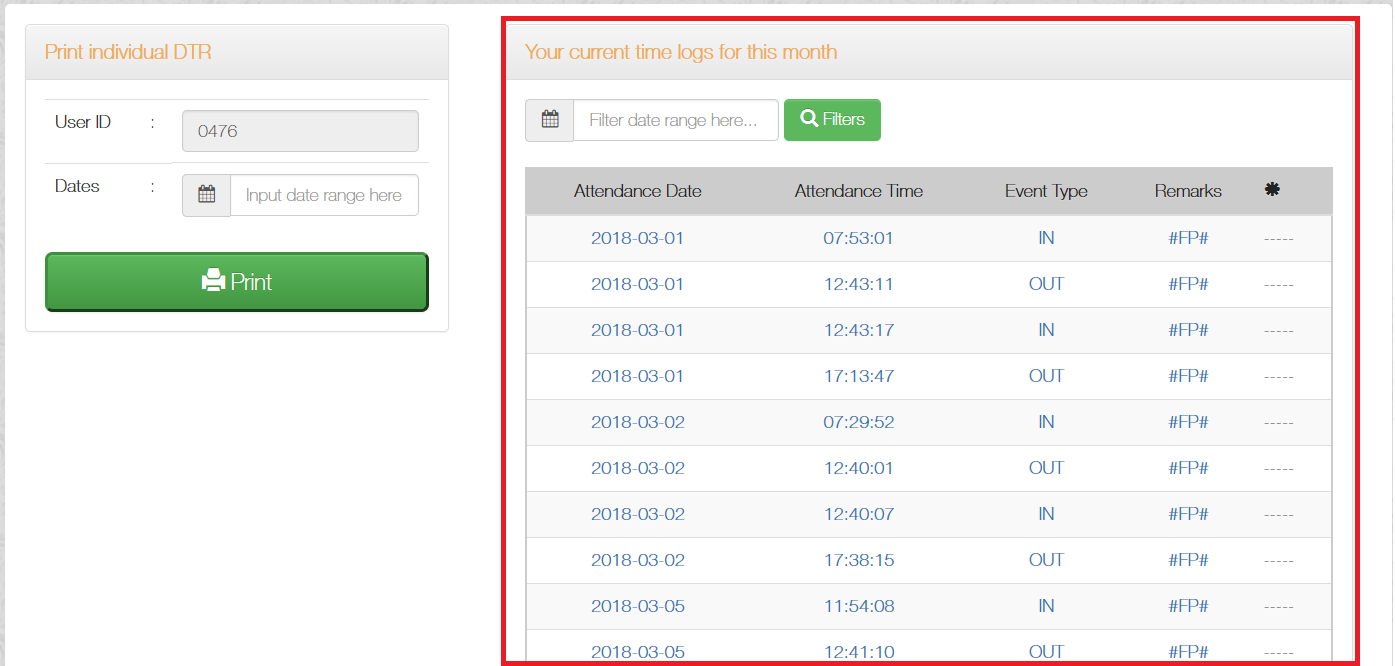 Print individual DTR
User ID : 0476
Dates : Input date range here
Print
Your current time logs for this month
Filter date range here... Filters
Attendance Date Attendance Time Event Type Remarks ✱
2018-03-01 07:53:01 IN #FP# -----
2018-03-01 12:43:11 OUT #FP# -----
2018-03-01 12:43:17 IN #FP# -----
2018-03-01 17:13:47 OUT #FP# -----
2018-03-02 07:29:52 IN #FP# -----
2018-03-02 12:40:01 OUT #FP# -----
2018-03-02 12:40:07 IN #FP# -----
2018-03-02 17:38:15 OUT #FP# -----
2018-03-05 11:54:08 IN #FP# -----
2018-03-05 12:41:10 OUT #FP# -----